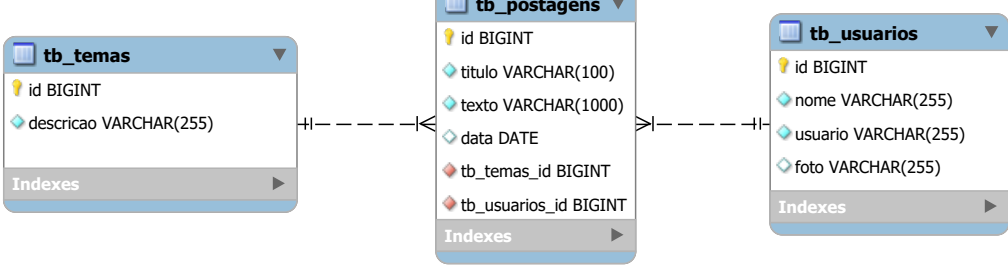 tb_temas
id BIGINT
descricao VARCHAR(255)
Indexes
tb_postagens
id BIGINT
titulo VARCHAR(100)
texto VARCHAR(1000)
data DATE
tb_temas_id BIGINT
tb_usuarios_id BIGINT
Indexes
tb_usuarios
id BIGINT
nome VARCHAR(255)
usuario VARCHAR(255)
foto VARCHAR(255)
Indexes